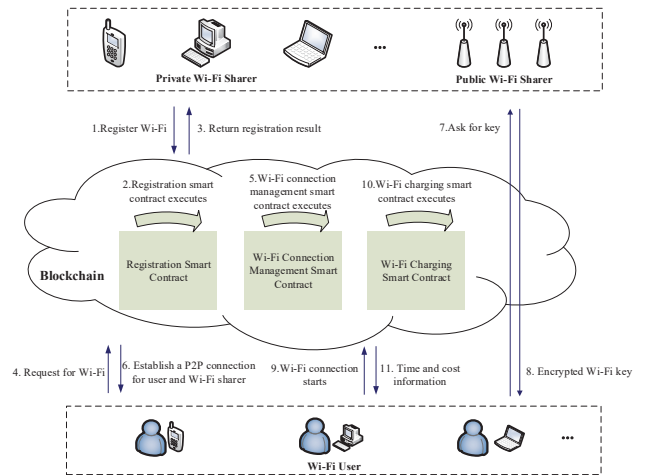 ...
Private Wi-Fi Sharer
Public Wi-Fi Sharer
1.Register Wi-Fi
3. Return registration result
7.Ask for key
2.Registration smart
contract executes
5.Wi-Fi connection
management smart
contract executes
10.Wi-Fi charging smart
contract executes
Blockchain
Registration Smart
Contract
Wi-Fi Connection
Management Smart
Contract
Wi-Fi Charging
Smart Contract
4. Request for Wi-Fi
6. Establish a P2P connection
for user and Wi-Fi sharer
9.Wi-Fi connection
starts
11. Time and cost
information
8. Encrypted Wi-Fi key
...
Wi-Fi User